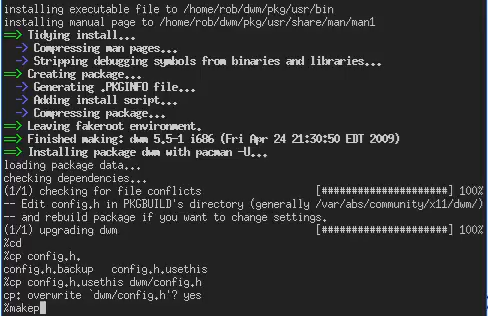 installing executable file to /home/rob/dwm/pkg/usr/bin
installing manual page to /home/rob/dwm/pkg/usr/share/man/man1
==> Tidying install...
  -> Compressing man pages...
  -> Stripping debugging symbols from binaries and libraries...
==> Creating package...
  -> Generating .PKGINFO file...
  -> Adding install script...
  -> Compressing package...
==> Leaving fakeroot environment.
==> Finished making: dwm 5.5-1 i686 (Fri Apr 24 21:30:50 EDT 2009)
==> Installing package dwm with pacman -U...
loading package data...
checking dependencies...
(1/1) checking for file conflicts [#####################] 100%
-- Edit config.h in PKGBUILD's directory (generally /var/abs/community/x11/dwm/)
-- and rebuild package if you want to change settings.
(1/1) upgrading dwm [#####################] 100%
%cd
%cp config.h.
config.h.backup   config.h.usethis
%cp config.h.usethis dwm/config.h
cp: overwrite `dwm/config.h'? yes
%makep